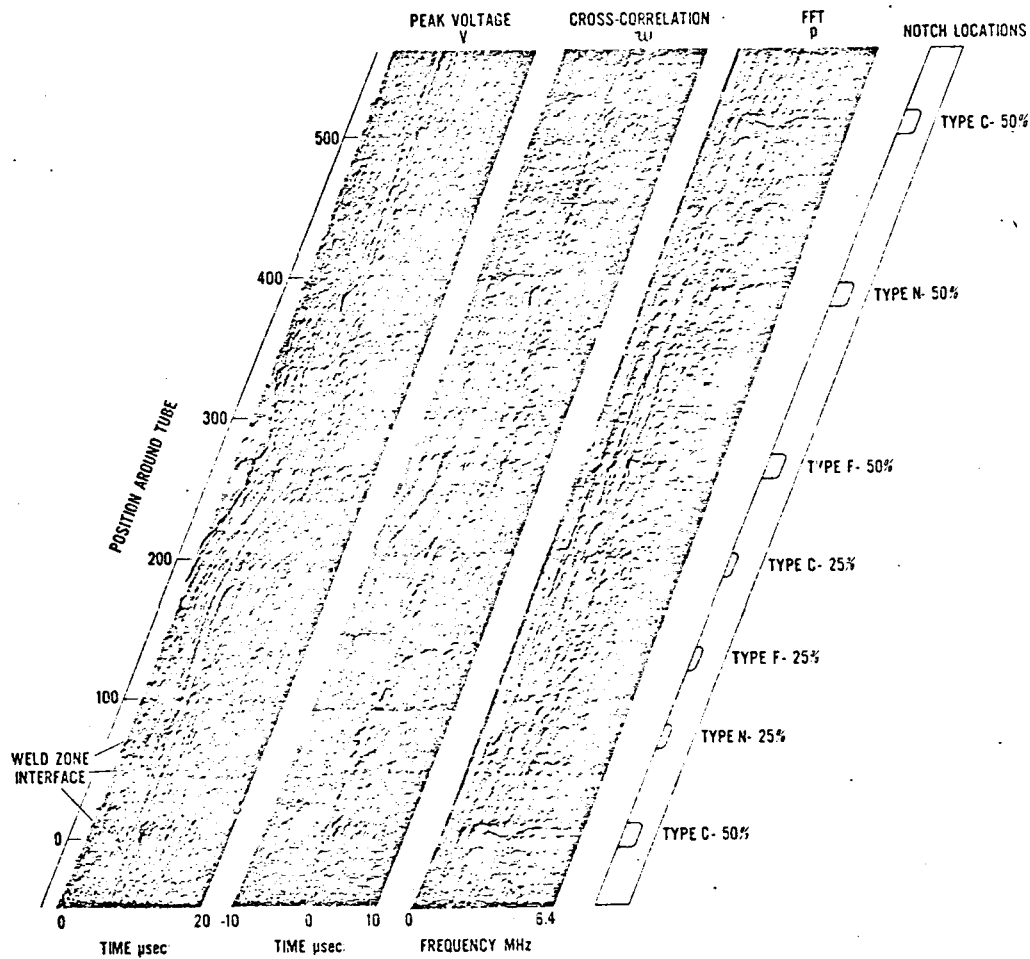 PEAK VOLTAGE
V
CROSS-CORRELATION
FFT
P
NOTCH LOCATIONS
TYPE C- 50%
500
400
TYPE N- 50%
300
TYPE F- 50%
POSITION AROUND TUBE
200
TYPE C- 25%
TYPE F- 25%
100
TYPE N- 25%
WELD ZONE
INTERFACE
0
TYPE C- 50%
0
20
-10
0
10
0
6.4
TIME µsec
TIME µsec
FREQUENCY MHz